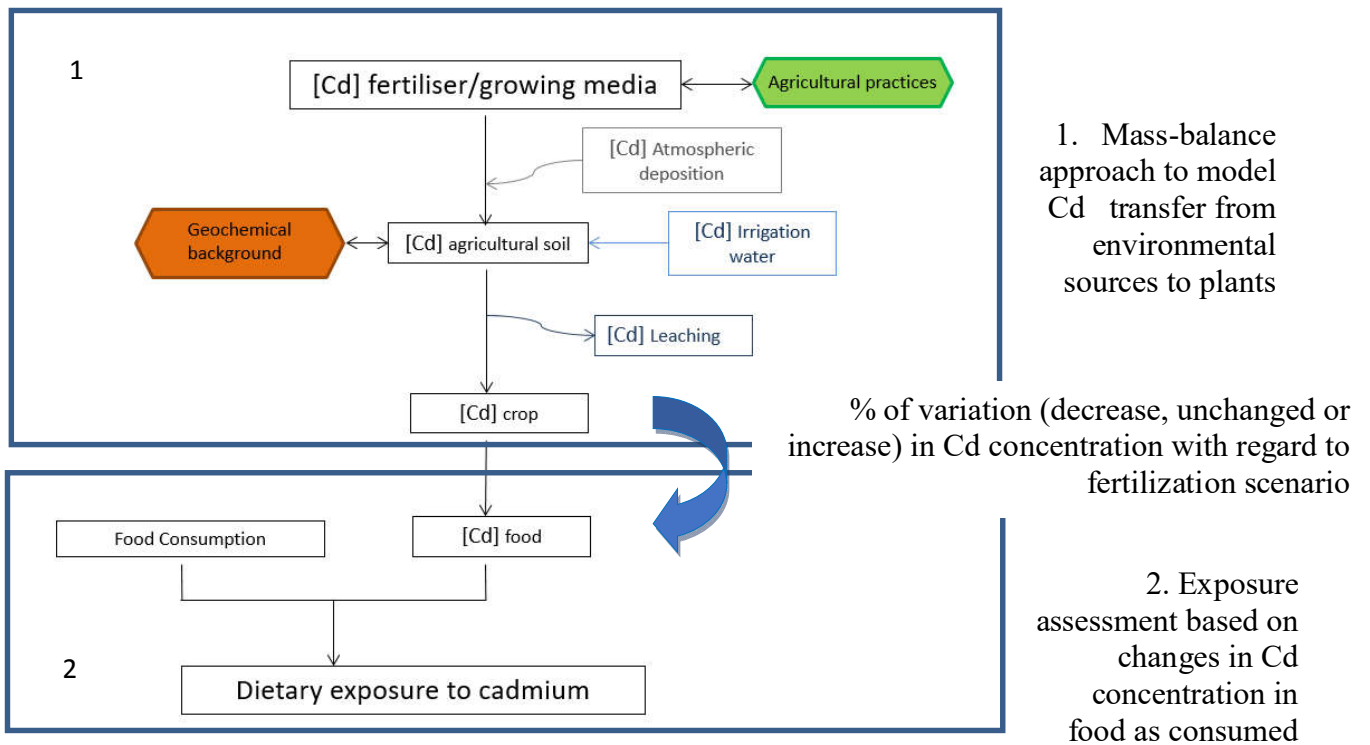 1
[Cd] fertiliser/growing media
Agricultural practices
[Cd] Atmospheric
deposition
Geochemical
background
[Cd] agricultural soil
[Cd] Irrigation
water
[Cd] Leaching
[Cd] crop
1. Mass-balance
approach to model
Cd transfer from
environmental
sources to plants
% of variation (decrease, unchanged or
increase) in Cd concentration with regard to
fertilization scenario
Food Consumption
[Cd] food
2
Dietary exposure to cadmium
2. Exposure
assessment based on
changes in Cd
concentration in
food as consumed